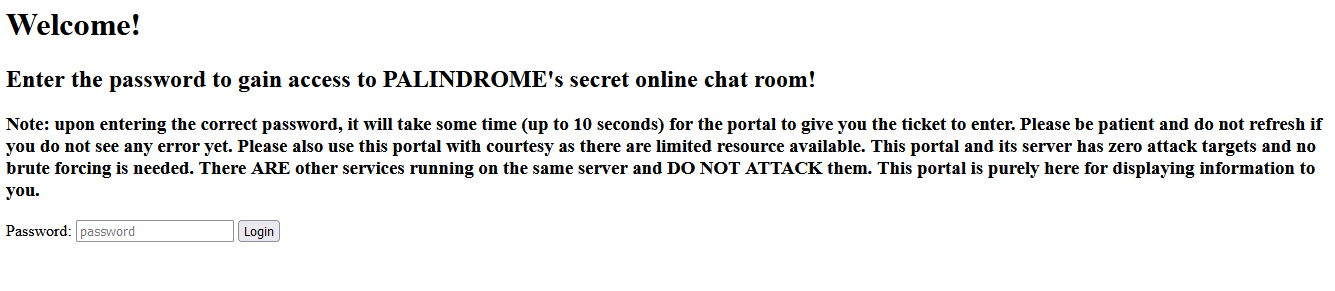 Welcome!
Enter the password to gain access to PALINDROME's secret online chat room!
Note: upon entering the correct password, it will take some time (up to 10 seconds) for the portal to give you the ticket to enter. Please be patient and do not refresh if
you do not see any error yet. Please also use this portal with courtesy as there are limited resource available. This portal and its server has zero attack targets and no
brute forcing is needed. There ARE other services running on the same server and DO NOT ATTACK them. This portal is purely here for displaying information to
you.
Password: password Login